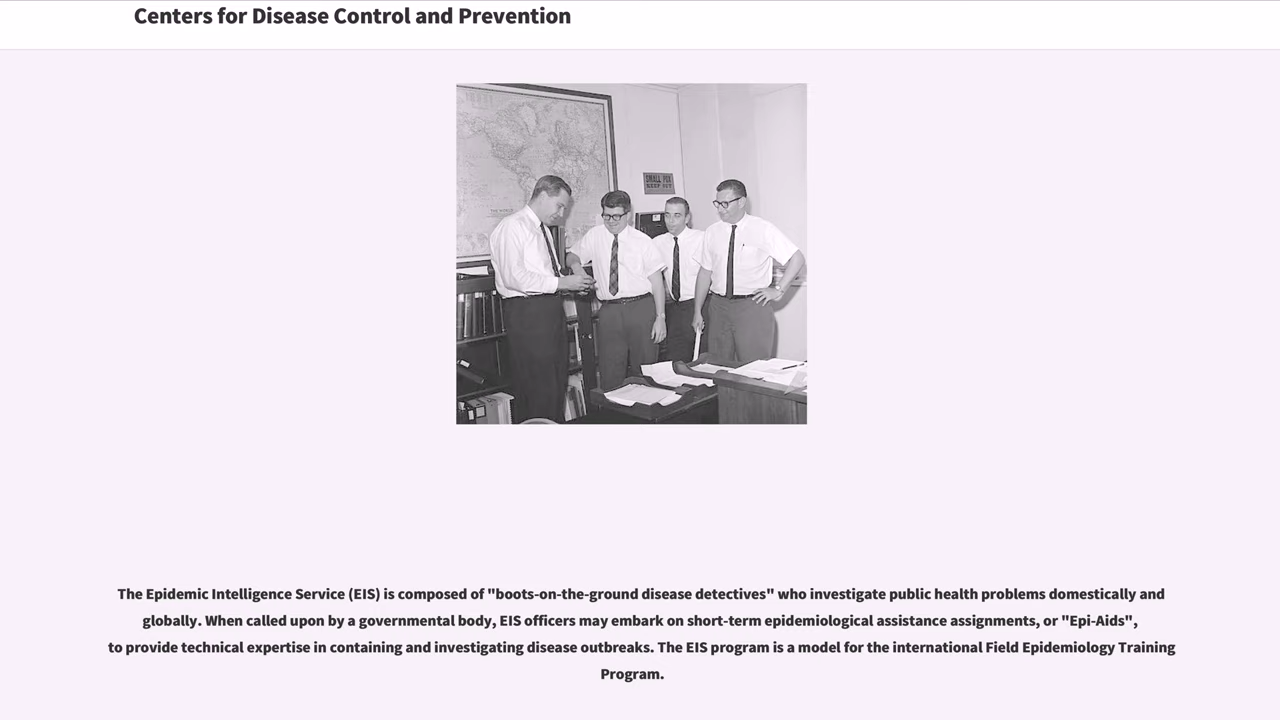 Centers for Disease Control and Prevention
THE WORLD
SMALL POX
KEEP OUT
The Epidemic Intelligence Service (EIS) is composed of "boots-on-the-ground disease detectives" who investigate public health problems domestically and
globally. When called upon by a governmental body, EIS officers may embark on short-term epidemiological assistance assignments, or "Epi-Aids",
to provide technical expertise in containing and investigating disease outbreaks. The EIS program is a model for the international Field Epidemiology Training
Program.